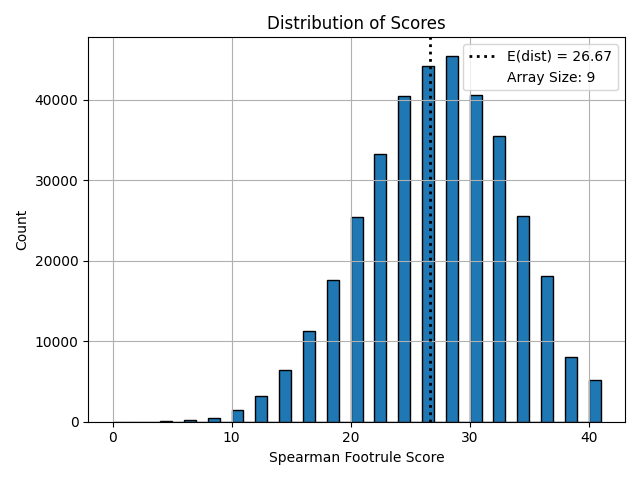 Distribution of Scores
E(dist) = 26.67
Array Size: 9
Count
40000
30000
20000
10000
0
0 10 20 30 40
Spearman Footrule Score